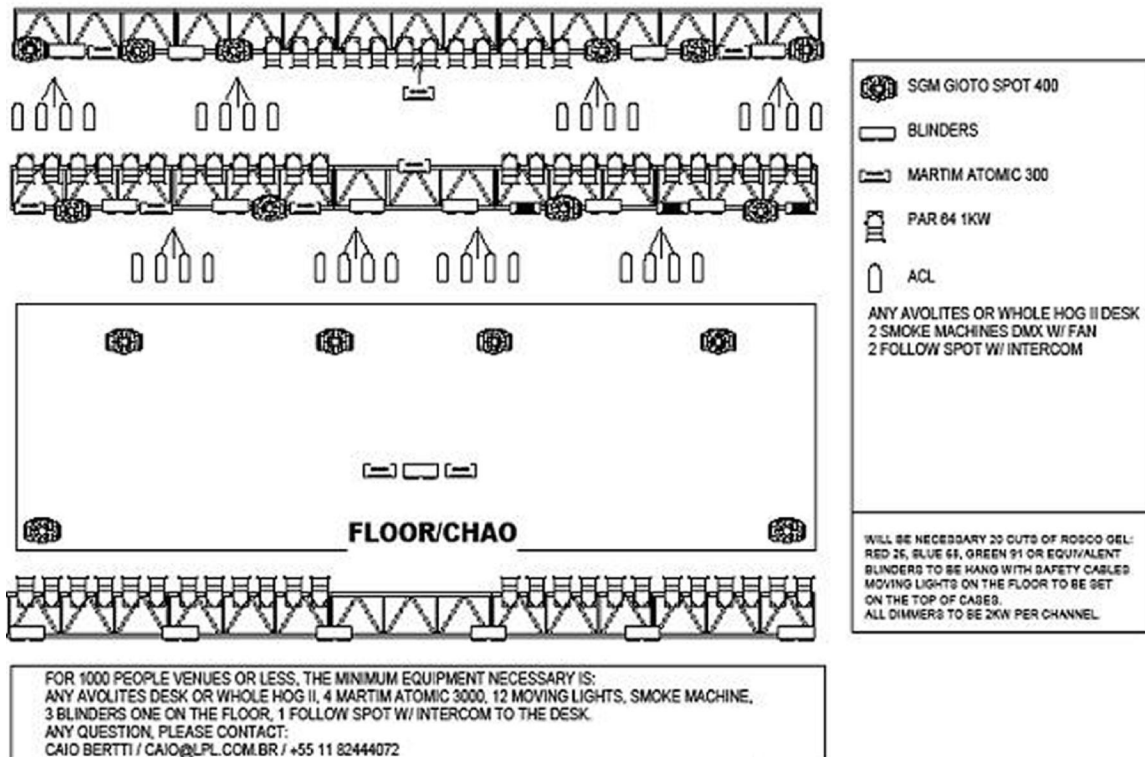 SGM GIOTO SPOT 400
BLINDERS
MARTIM ATOMIC 300
PAR 64 1KW
ACL
ANY AVOLITES OR WHOLE HOG II DESK
2 SMOKE MACHINES DMX W/ FAN
2 FOLLOW SPOT W/ INTERCOM
FLOOR/CHAO
WILL BE NECESSARY 20 CUTS OF ROSCO GEL:
RED 26, BLUE 68, GREEN 91 OR EQUIVALENT
BLINDERS TO BE HANG WITH SAFETY CABLES
MOVING LIGHTS ON THE FLOOR TO BE SET
ON THE TOP OF CASES.
ALL DIMMERS TO BE 2KW PER CHANNEL.
FOR 1000 PEOPLE VENUES OR LESS, THE MINIMUM EQUIPMENT NECESSARY IS:
ANY AVOLITES DESK OR WHOLE HOG II, 4 MARTIM ATOMIC 3000, 12 MOVING LIGHTS, SMOKE MACHINE,
3 BLINDERS ONE ON THE FLOOR, 1 FOLLOW SPOT W/ INTERCOM TO THE DESK.
ANY QUESTION, PLEASE CONTACT:
CAIO BERTTI / CAIO@LPL.COM.BR / +55 11 82444072